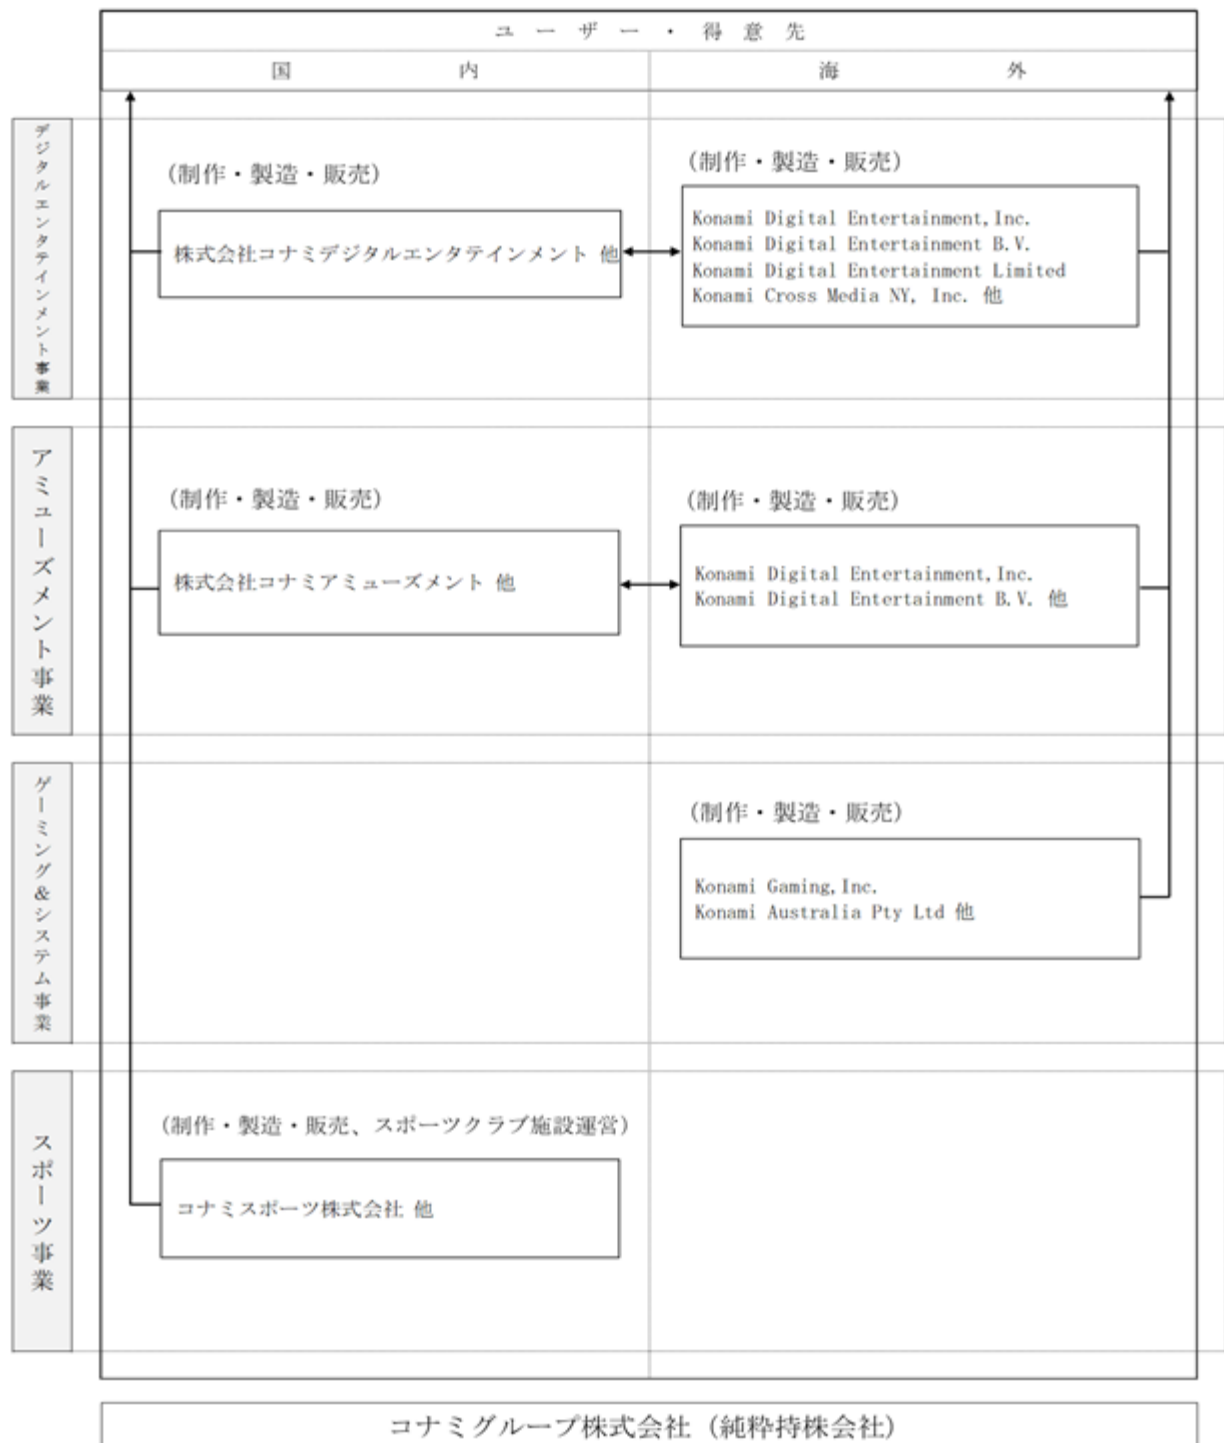 ユーザー・得意先
国内
海外
デジタルエンタテインメント事業
(制作・製造・販売)
株式会社コナミデジタルエンタテインメント 他
(制作・製造・販売)
Konami Digital Entertainment,Inc.
Konami Digital Entertainment B.V.
Konami Digital Entertainment Limited
Konami Cross Media NY, Inc. 他
アミューズメント事業
(制作・製造・販売)
株式会社コナミアミューズメント 他
(制作・製造・販売)
Konami Digital Entertainment,Inc.
Konami Digital Entertainment B.V. 他
ゲーミング&システム事業
(制作・製造・販売)
Konami Gaming,Inc.
Konami Australia Pty Ltd 他
スポーツ事業
(制作・製造・販売、スポーツクラブ施設運営)
コナミスポーツ株式会社 他
コナミグループ株式会社 (純粋持株会社)